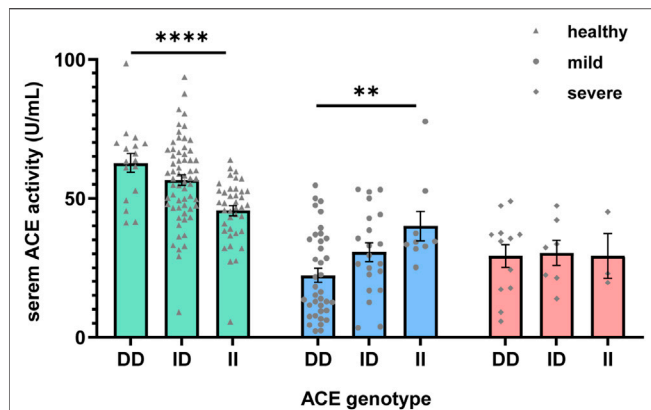 100
50
0
serem ACE activity (U/mL)
****
**
healthy
mild
severe
DD ID II DD ID II DD ID II
ACE genotype